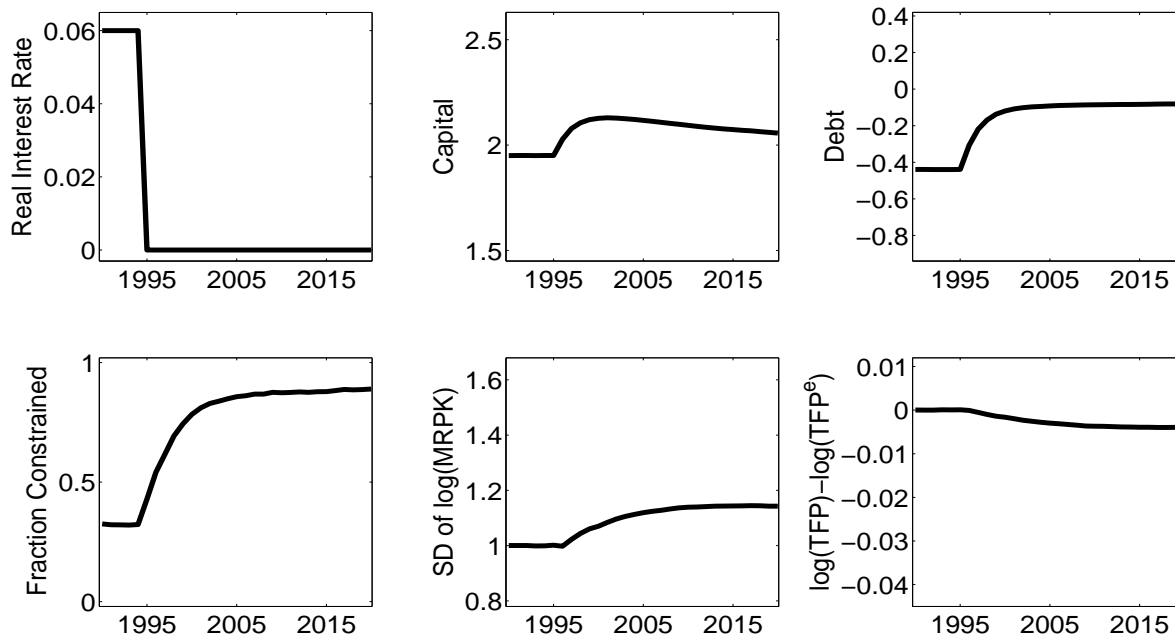 Real Interest Rate
0.06
0.04
0.02
0
1995 2005 2015
Capital
2.5
2
1.5
1995 2005 2015
Debt
0.4
0.2
0
−0.2
−0.4
−0.6
−0.8
1995 2005 2015
Fraction Constrained
1
0.5
0
1995 2005 2015
SD of log(MRPK)
1.6
1.4
1.2
1
0.8
1995 2005 2015
log(TFP)−log(TFPᵉ)
0.01
0
−0.01
−0.02
−0.03
−0.04
1995 2005 2015